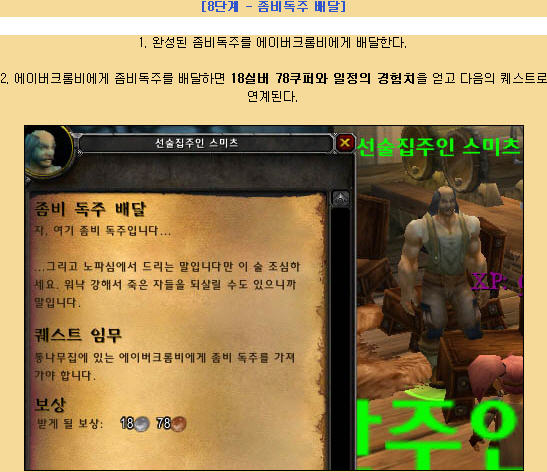 [8단계 - 좀비독주 배달]
1. 완성된 좀비독주를 에이버크롬비에게 배달한다.
2. 에이버크롬비에게 좀비독주를 배달하면 18실버 78쿠퍼와 일정의 경험치을 얻고 다음의 퀘스트로
연계된다.
선술집주인 스미츠
선술집주인 스미츠
좀비 독주 배달
자, 여기 좀비 독주입니다...
...그리고 노파심에서 드리는 말입니다만 이 술 조심하
세요. 워낙 강해서 죽은 자들을 되살릴 수도 있으니까
말입니다.
XP:
퀘스트 임무
통나무집에 있는 에이버크롬비에게 좀비 독주를 가져
가야 합니다.
보상
받게 될 보상: 18 78
주인